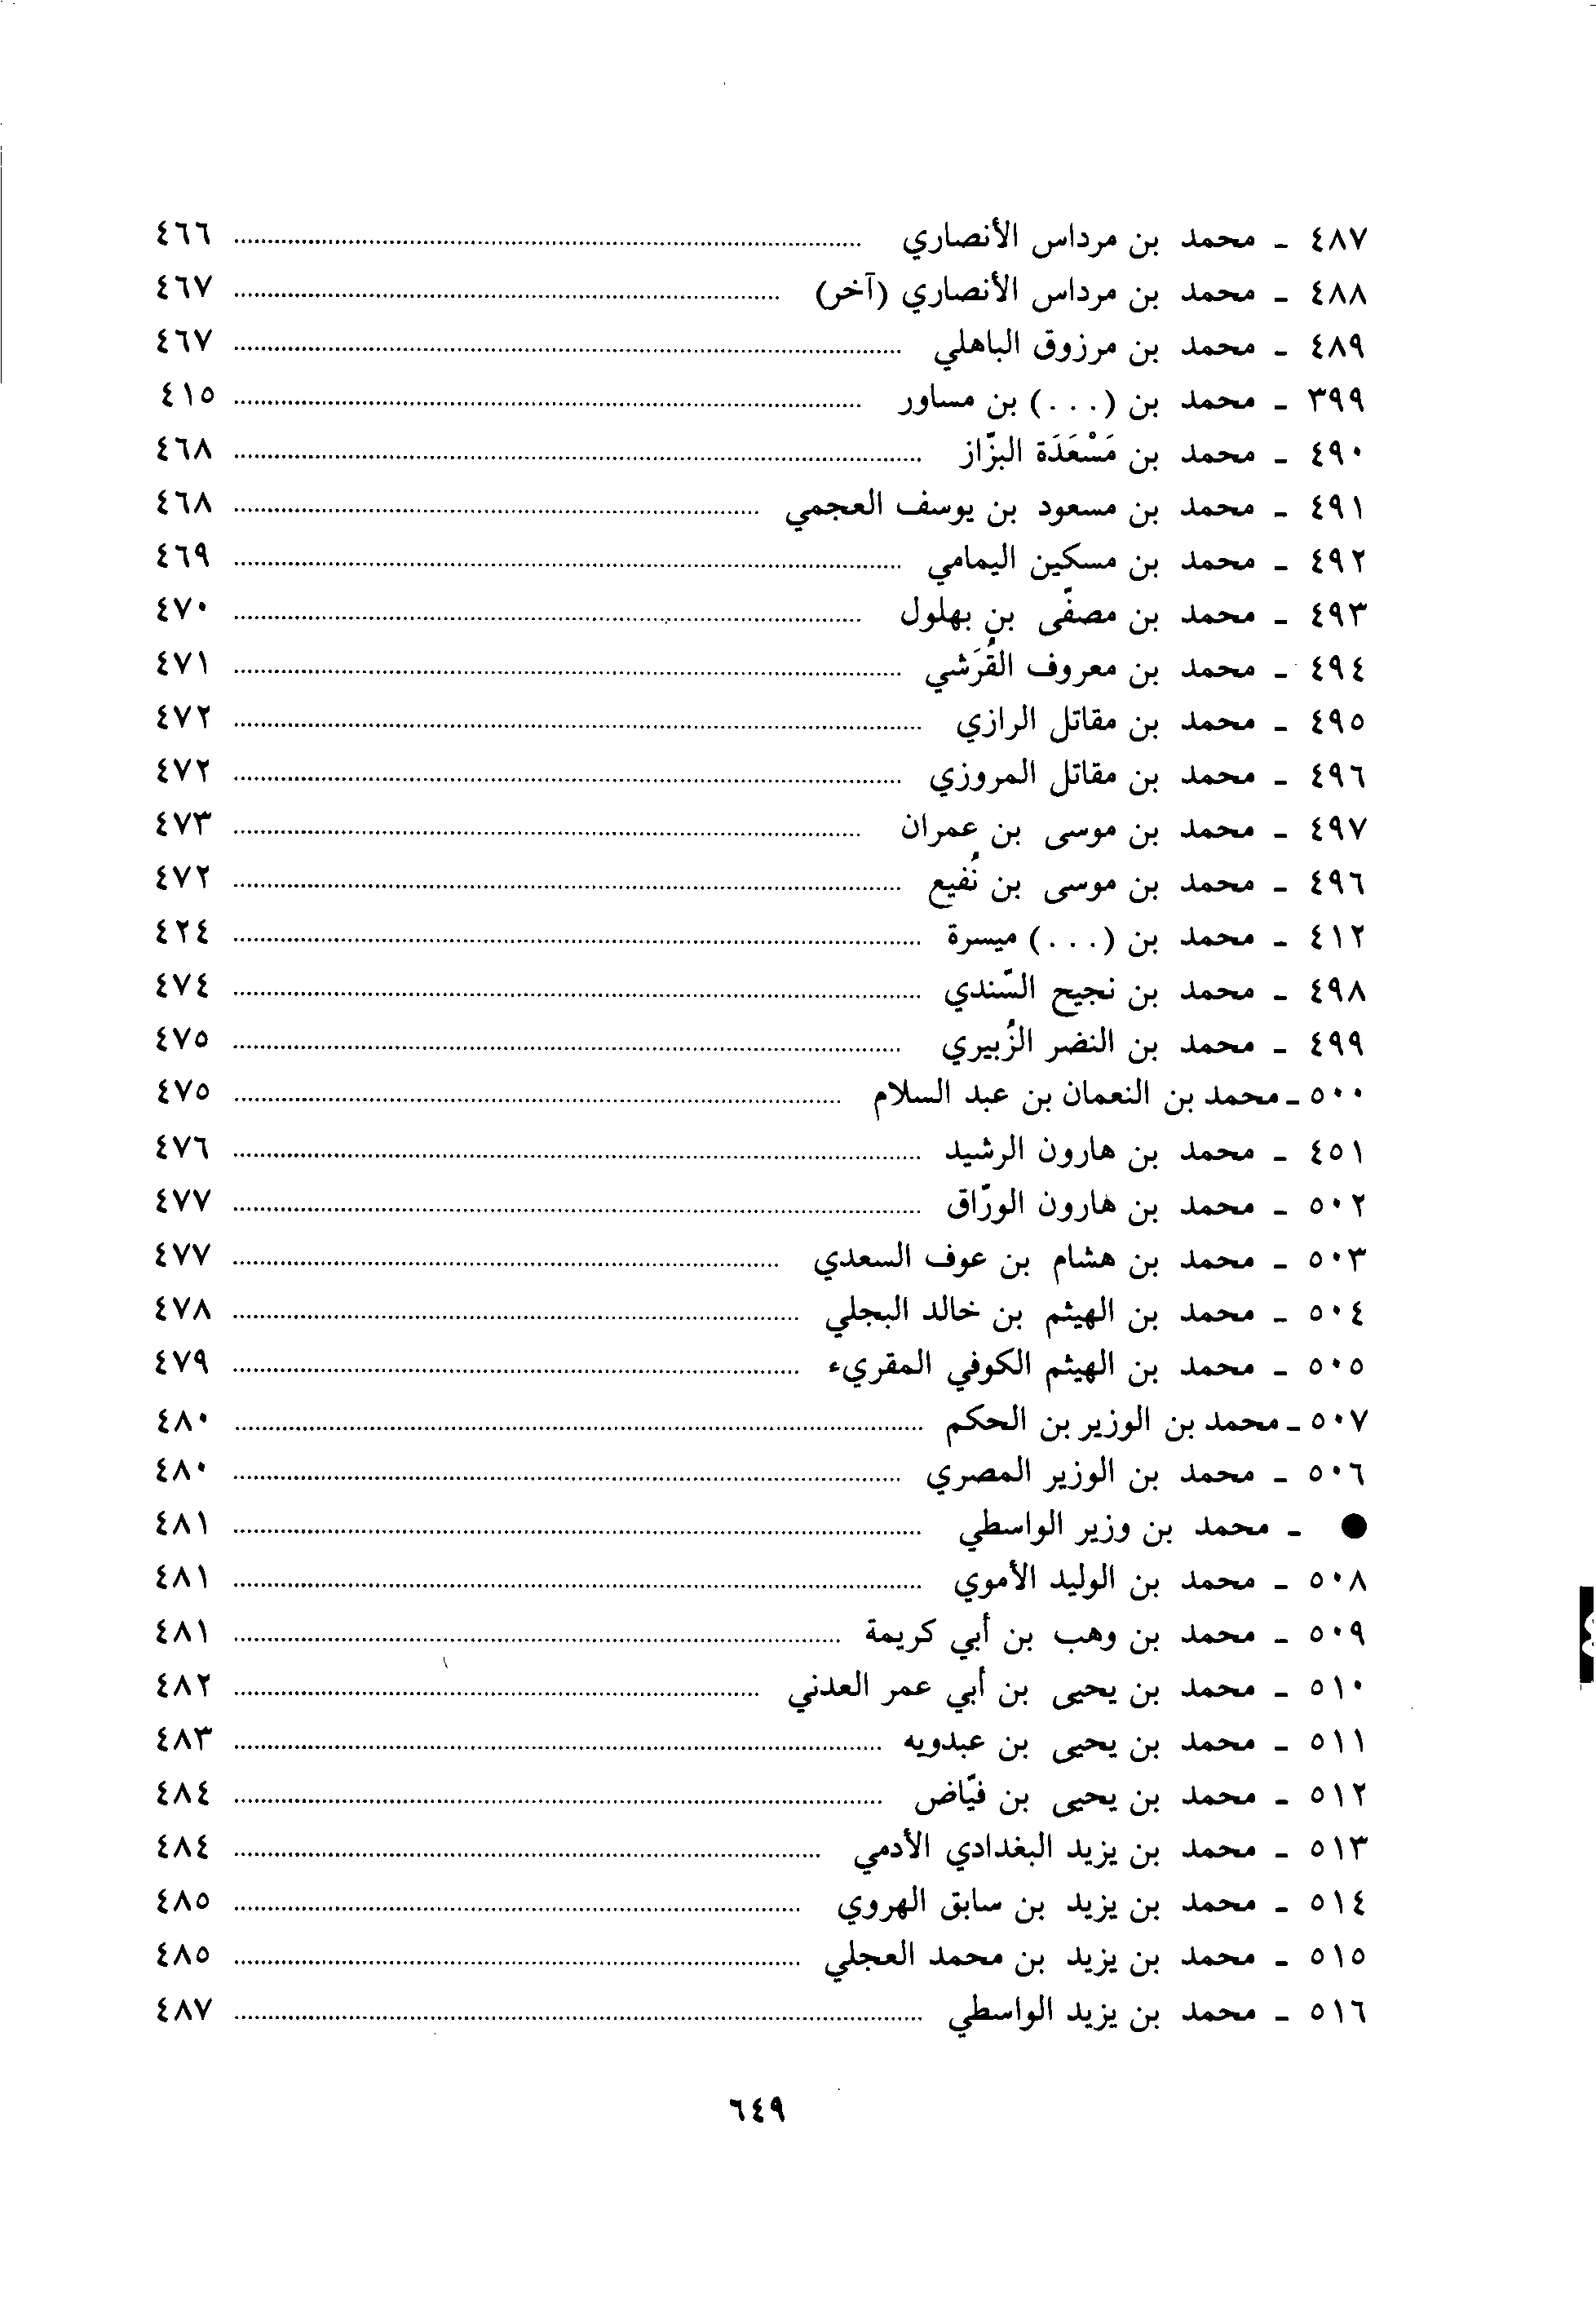 ٤٨٧ - محمد بن مرداس الأنصاري ........ ٤٦٦
٤٨٨ - محمد بن مرداس الأنصاري (آخر) ........ ٤٦٧
٤٨٩ - محمد بن مرزوق الباهلي ........ ٤٦٧
٣٩٩ - محمد بن (...) بن مساور ........ ٤١٥
٤٩٠ - محمد بن مَسْعَدَة البزّاز ........ ٤٦٨
٤٩١ - محمد بن مسعود بن يوسف العجمي ........ ٤٦٨
٤٩٢ - محمد بن مسكين اليمامي ........ ٤٦٩
٤٩٣ - محمد بن مصفّى بن بهلول ........ ٤٧٠
٤٩٤ - محمد بن معروف القُرَشي ........ ٤٧١
٤٩٥ - محمد بن مقاتل الرازي ........ ٤٧٢
٤٩٦ - محمد بن مقاتل المروزي ........ ٤٧٢
٤٩٧ - محمد بن موسى بن عمران ........ ٤٧٣
٤٩٦ - محمد بن موسى بن نُفيع ........ ٤٧٢
٤١٢ - محمد بن (...) ميسرة ........ ٤٢٤
٤٩٨ - محمد بن نجيح السّندي ........ ٤٧٤
٤٩٩ - محمد بن النضر الزُبيري ........ ٤٧٥
٥٠٠ - محمد بن النعمان بن عبد السلام ........ ٤٧٥
٤٥١ - محمد بن هارون الرشيد ........ ٤٧٦
٥٠٢ - محمد بن هارون الورّاق ........ ٤٧٧
٥٠٣ - محمد بن هشام بن عوف السعدي ........ ٤٧٧
٥٠٤ - محمد بن الهيثم بن خالد البجلي ........ ٤٧٨
٥٠٥ - محمد بن الهيثم الكوفي المقريء ........ ٤٧٩
٥٠٧ - محمد بن الوزير بن الحكم ........ ٤٨٠
٥٠٦ - محمد بن الوزير المصري ........ ٤٨٠
● - محمد بن وزير الواسطي ........ ٤٨١
٥٠٨ - محمد بن الوليد الأموي ........ ٤٨١
٥٠٩ - محمد بن وهب بن أبي كريمة ........ ٤٨١
٥١٠ - محمد بن يحيى بن أبي عمر العدني ........ ٤٨٢
٥١١ - محمد بن يحيى بن عبدويه ........ ٤٨٣
٥١٢ - محمد بن يحيى بن فيّاض ........ ٤٨٤
٥١٣ - محمد بن يزيد البغدادي الأدمي ........ ٤٨٤
٥١٤ - محمد بن يزيد بن سابق الهروي ........ ٤٨٥
٥١٥ - محمد بن يزيد بن محمد العجلي ........ ٤٨٥
٥١٦ - محمد بن يزيد الواسطي ........ ٤٨٧
٦٤٩